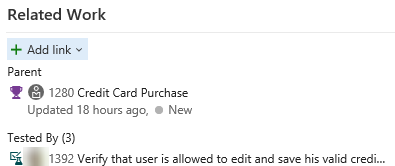 Related Work
+ Add link
Parent
1280 Credit Card Purchase
Updated 18 hours ago, New
Tested By (3)
1392 Verify that user is allowed to edit and save his valid credi...